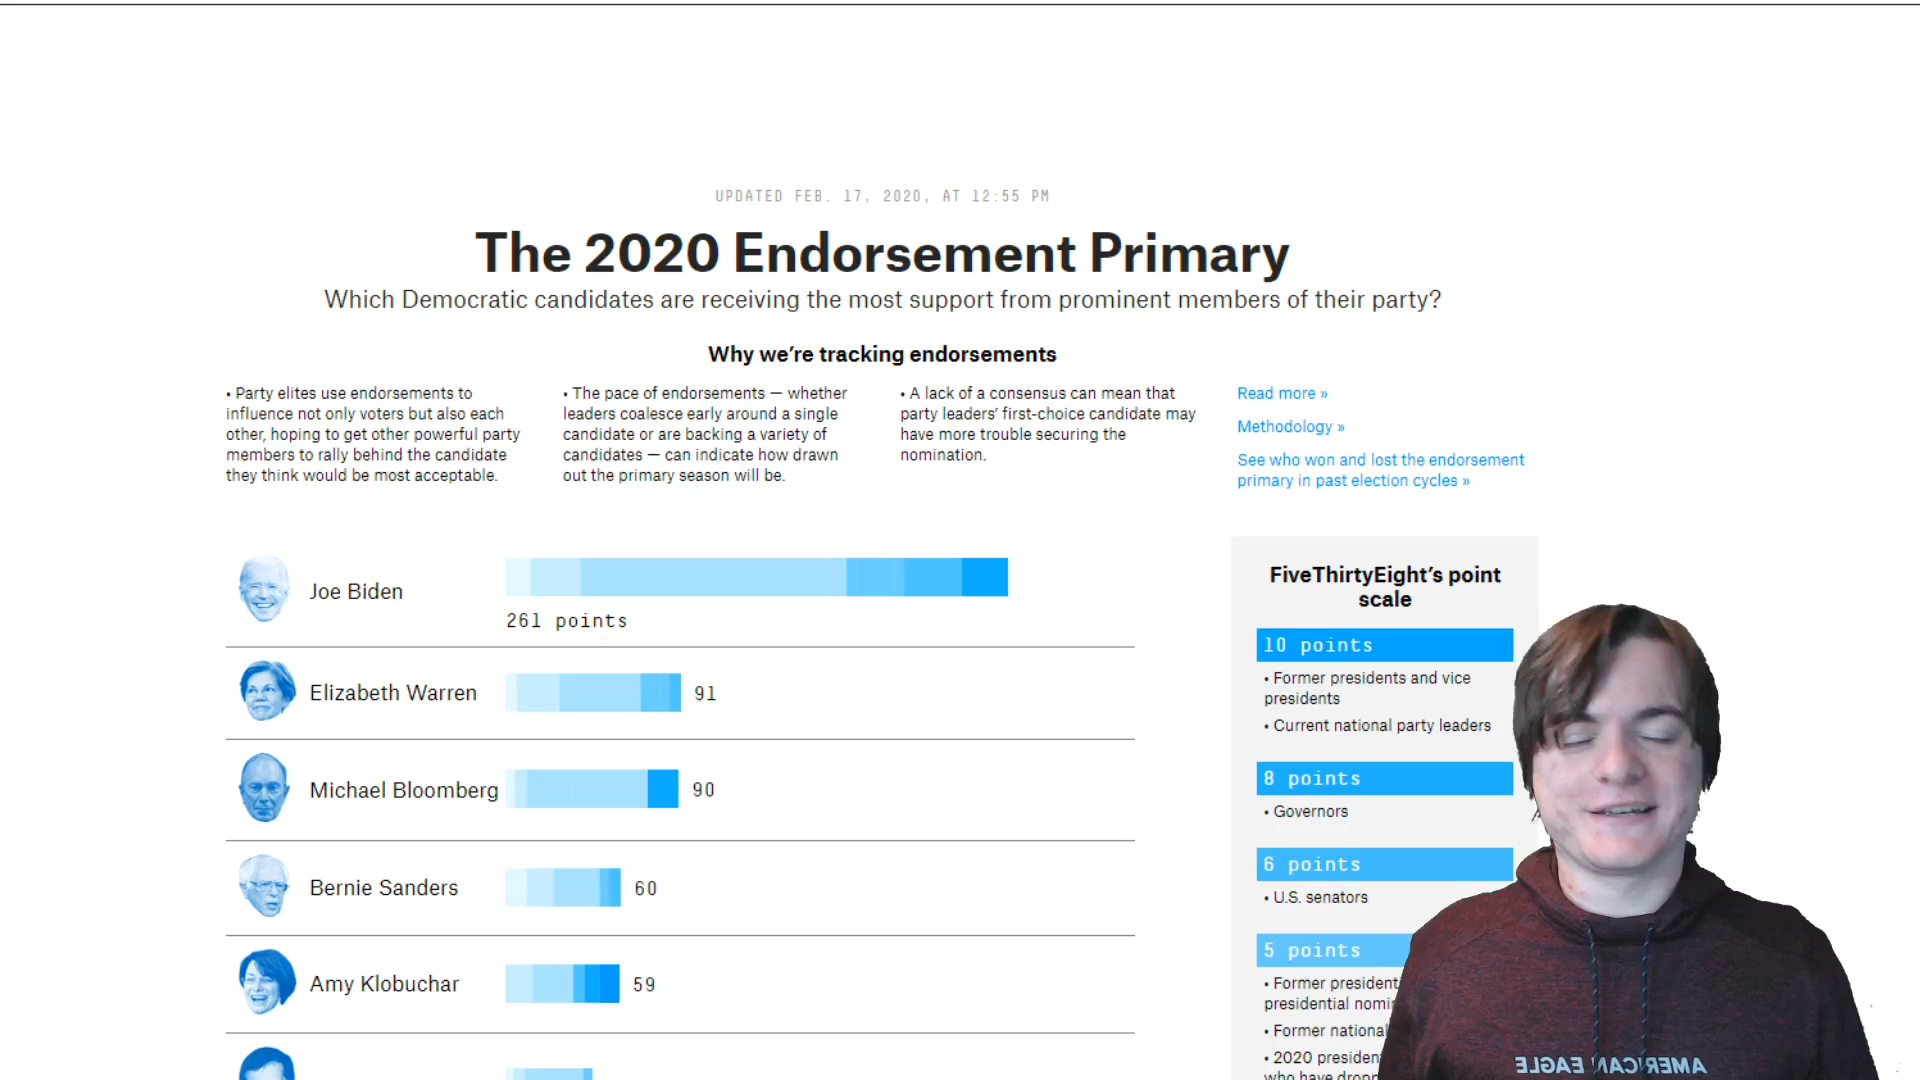 UPDATED FEB. 17, 2020, AT 12:55 PM
The 2020 Endorsement Primary
Which Democratic candidates are receiving the most support from prominent members of their party?
Why we’re tracking endorsements
• Party elites use endorsements to
influence not only voters but also each
other, hoping to get other powerful party
members to rally behind the candidate
they think would be most acceptable.
• The pace of endorsements — whether
leaders coalesce early around a single
candidate or are backing a variety of
candidates — can indicate how drawn
out the primary season will be.
• A lack of a consensus can mean that
party leaders’ first-choice candidate may
have more trouble securing the
nomination.
Read more »
Methodology »
See who won and lost the endorsement
primary in past election cycles »
Joe Biden
261 points
Elizabeth Warren
91
Michael Bloomberg
90
Bernie Sanders
60
Amy Klobuchar
59
FiveThirtyEight’s point
scale
10 points
• Former presidents and vice
presidents
• Current national party leaders
8 points
• Governors
6 points
• U.S. senators
5 points
• Former
presidential
• Former national
• 2020
who have
AMERICAN EAGLE